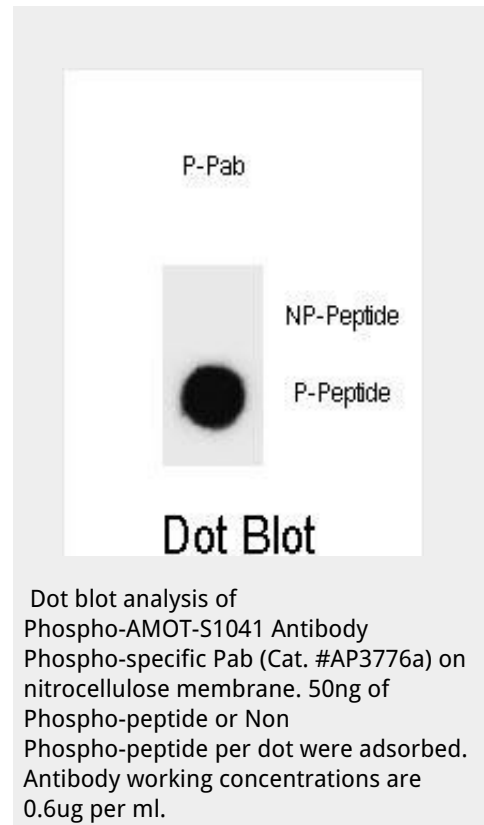 P-Pab
NP-Peptide
P-Peptide
Dot Blot
Dot blot analysis of
Phospho-AMOT-S1041 Antibody
Phospho-specific Pab (Cat. #AP3776a) on
nitrocellulose membrane. 50ng of
Phospho-peptide or Non
Phospho-peptide per dot were adsorbed.
Antibody working concentrations are
0.6ug per ml.